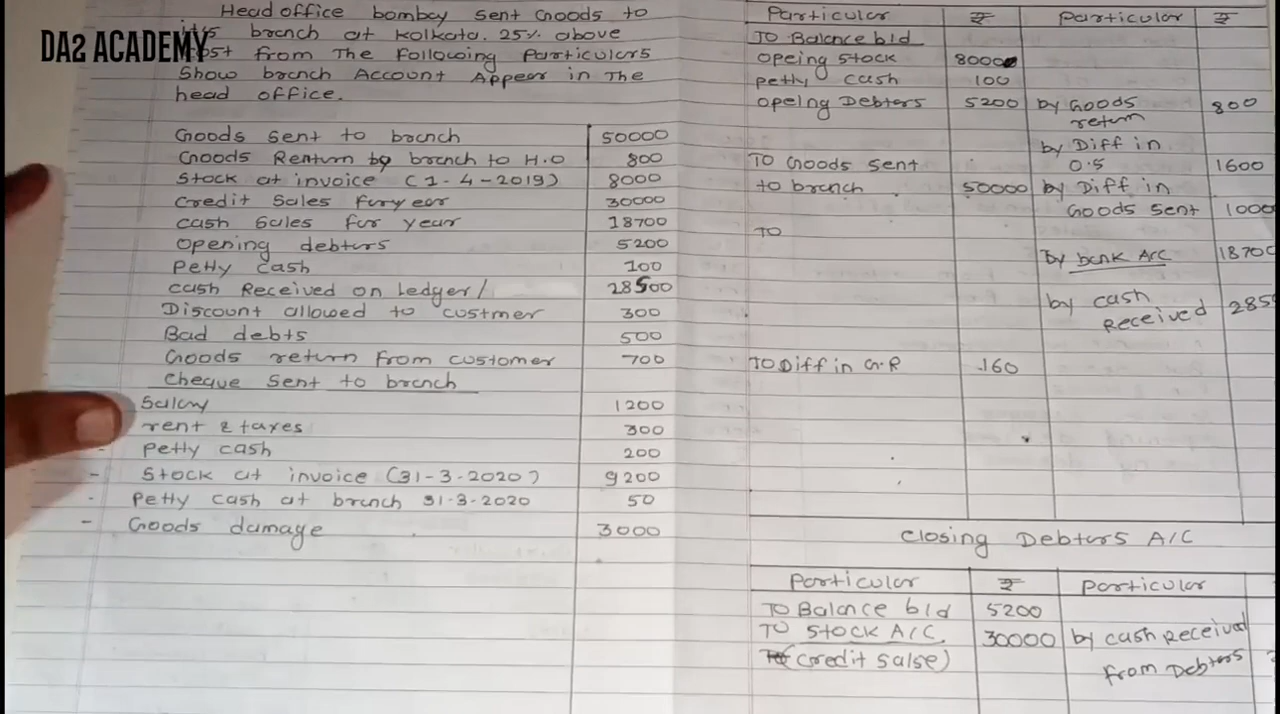 Head office bombay sent Goods to
its branch at Kolkata. 25% above
DA2 ACADEMY
from The Following Particulars
Show branch Account Appear in The
head office.
Goods Sent to branch 50000
Goods Renturn by branch to H.O 800
Stock at invoice (1-4-2019) 8000
Credit Sales for year 30000
Cash Sales for year 18700
Opening debtors 5200
Petty cash 100
Cash Received on ledger/ 28500
Discount allowed to custmer 300
Bad debts 500
Goods return from customer 700
Cheque Sent to branch
Salary 1200
rent & taxes 300
Petty cash 200
- Stock at invoice (31-3-2020) 9200
- Petty cash at branch 31-3-2020 50
- Goods damage 3000
Particular ₹ Particular ₹
TO Balance b/d
opeing stock 8000
petty cash 100
opeing Debters 5200 by Goods 800
return
by Diff in
TO Goods sent O.S 1600
to branch 50000 by Diff in
Goods sent 1000
TO
by bank A/C 18700
by cash
received 285
TO Diff in G.R 160
Closing Debtors A/C
Particular ₹ Particular
TO Balance b/d 5200
TO Stock A/C. 30000 by cash Received
(credit salse) from Debtors